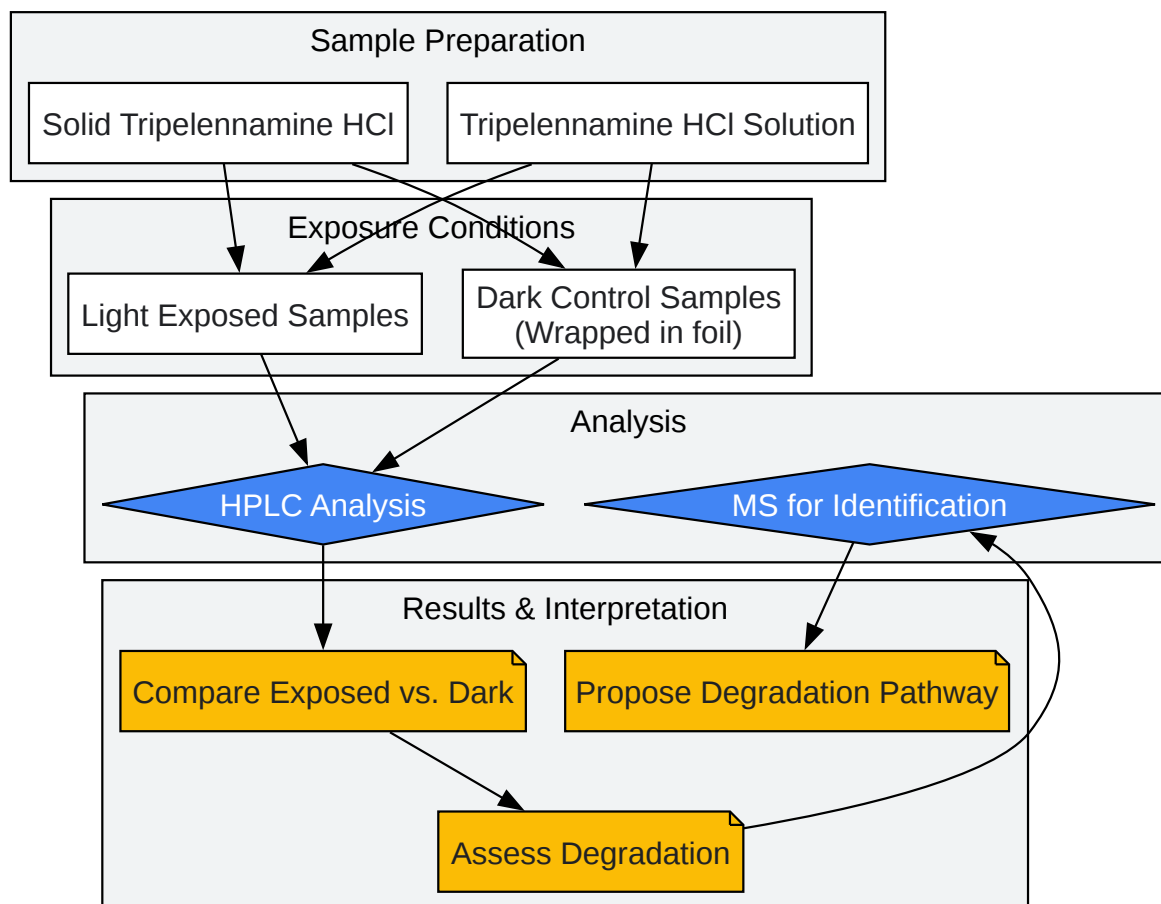 Sample Preparation
Solid Tripelennamine HCl
Tripelennamine HCl Solution
Exposure Conditions
Light Exposed Samples
Dark Control Samples
(Wrapped in foil)
Analysis
HPLC Analysis
MS for Identification
Results & Interpretation
Compare Exposed vs. Dark
Propose Degradation Pathway
Assess Degradation